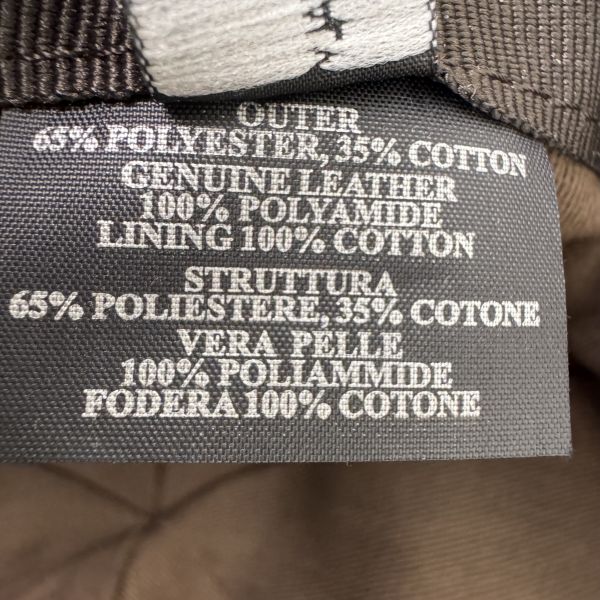 OUTER
65% POLYESTER, 35% COTTON
GENUINE LEATHER
100% POLYAMIDE
LINING 100% COTTON
STRUTTURA
65% POLIESTERE, 35% COTONE
VERA PELLE
100% POLIAMMIDE
FODERA 100% COTONE